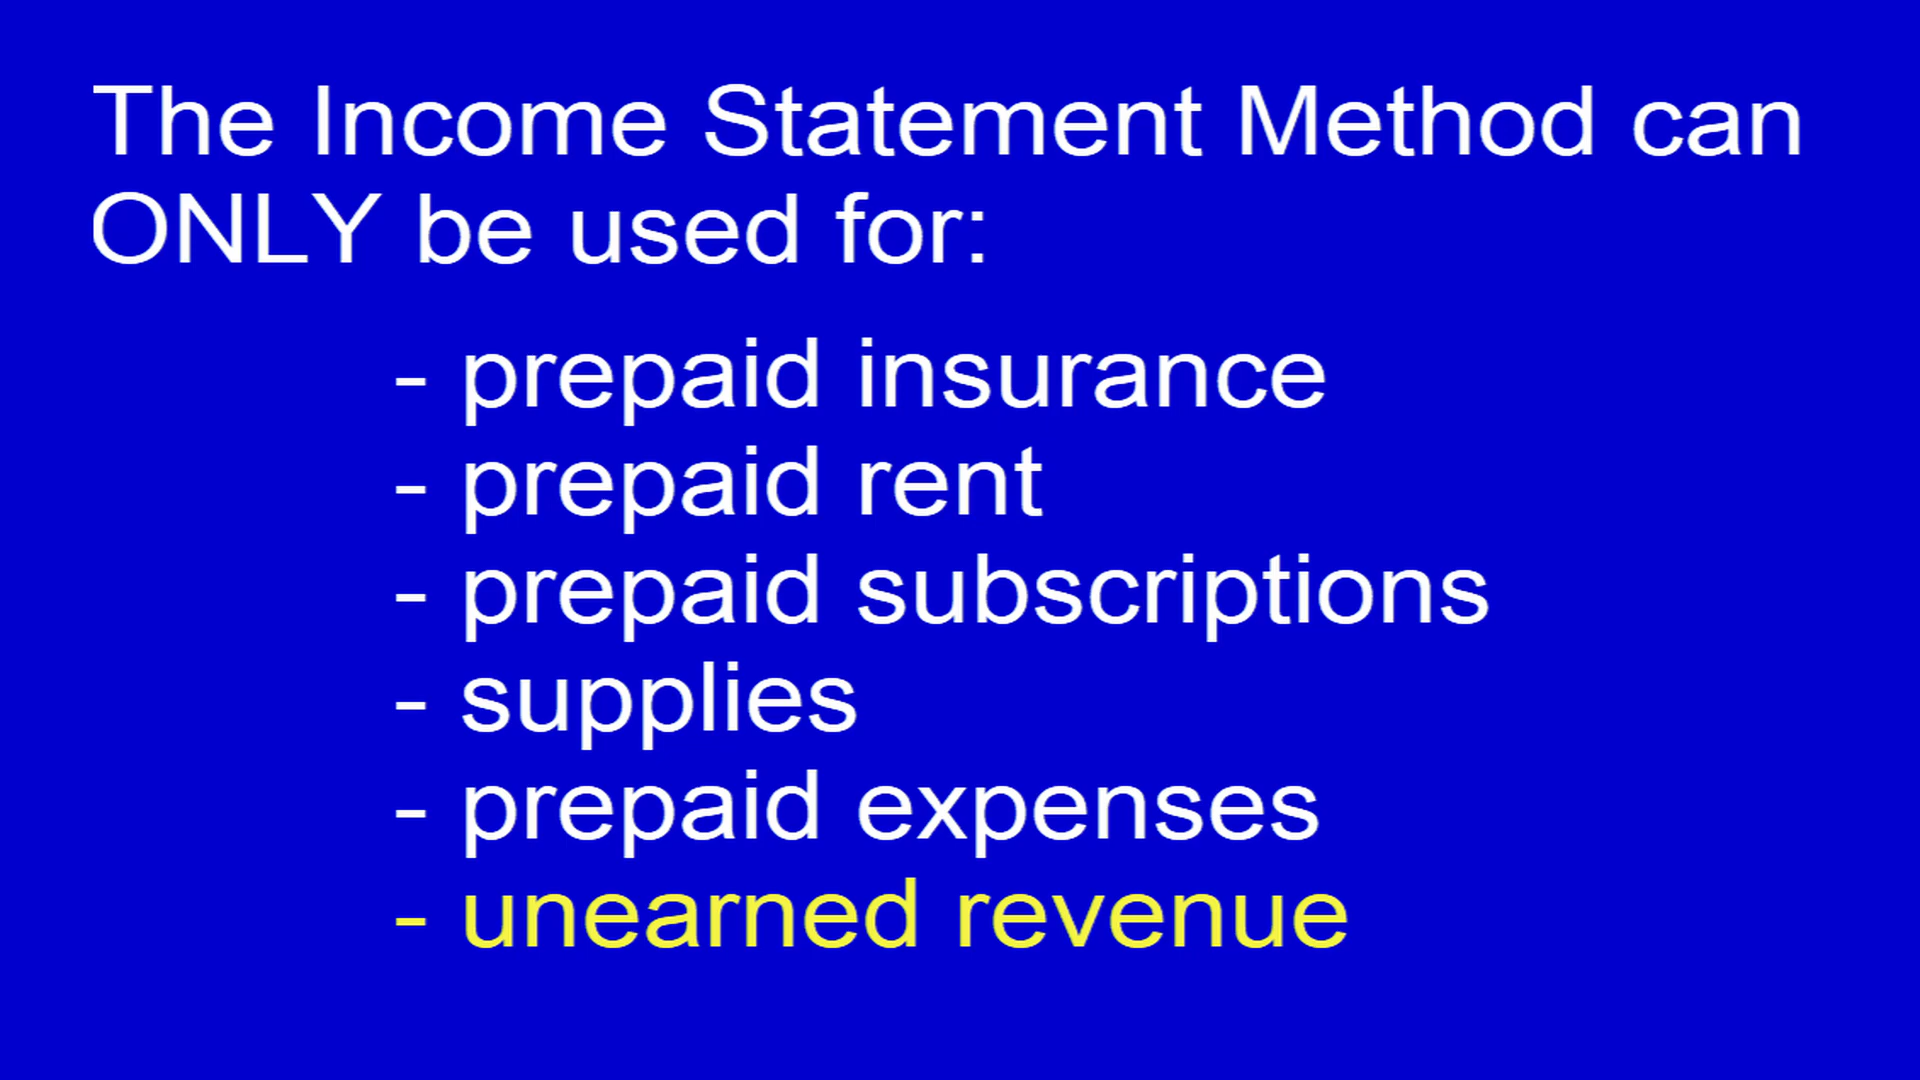 The Income Statement Method can
ONLY be used for:
- prepaid insurance
- prepaid rent
- prepaid subscriptions
- supplies
- prepaid expenses
- unearned revenue